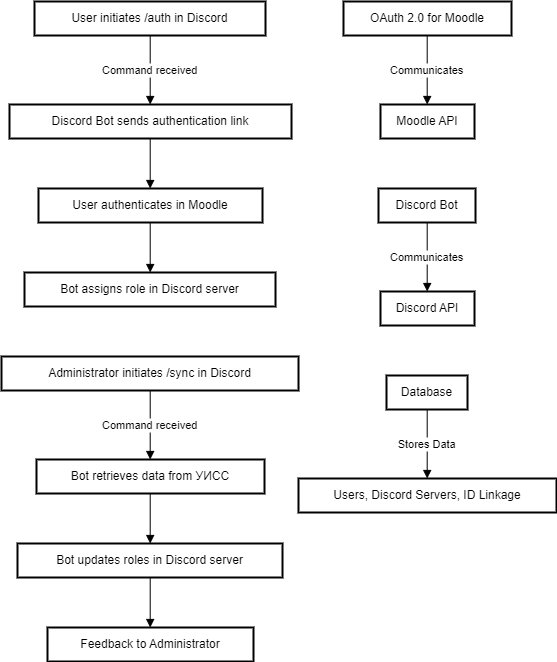 User initiates /auth in Discord
Command received
Discord Bot sends authentication link
User authenticates in Moodle
Bot assigns role in Discord server
Administrator initiates /sync in Discord
Command received
Bot retrieves data from УИСС
Bot updates roles in Discord server
Feedback to Administrator
OAuth 2.0 for Moodle
Communicates
Moodle API
Discord Bot
Communicates
Discord API
Database
Stores Data
Users, Discord Servers, ID Linkage